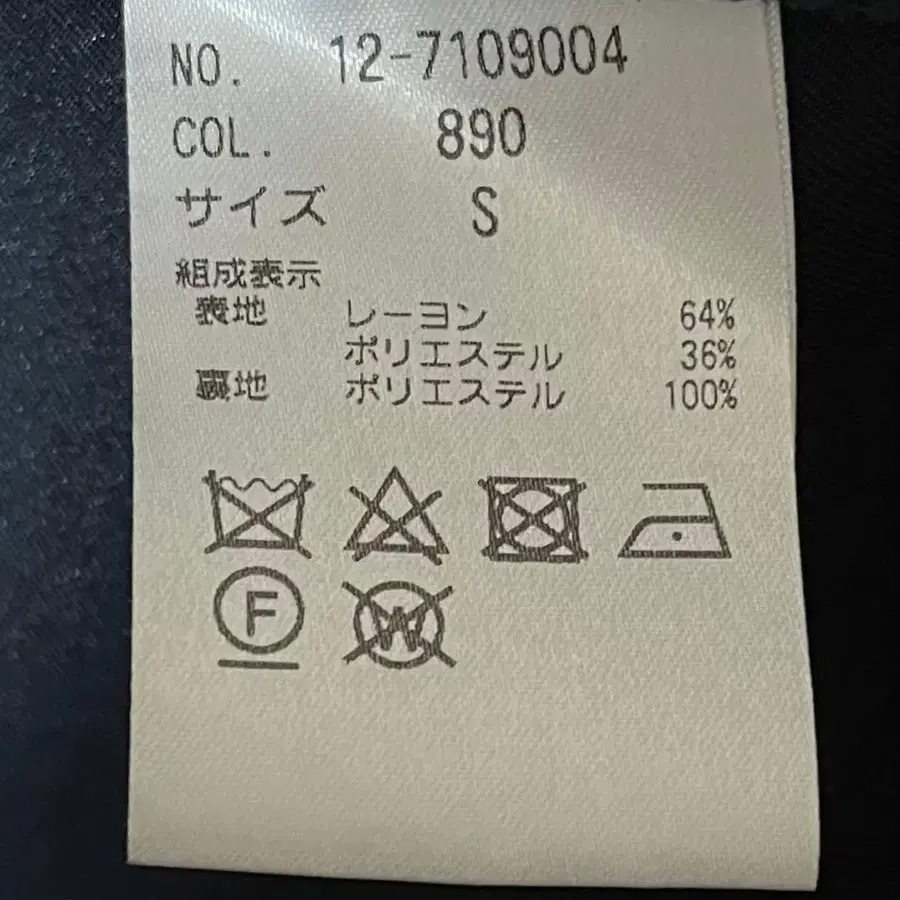 NO. 12-7109004
COL. 890
サイズ S
組成表示
表地 レーヨン 64%
ポリエステル 36%
裏地 ポリエステル 100%
F
W